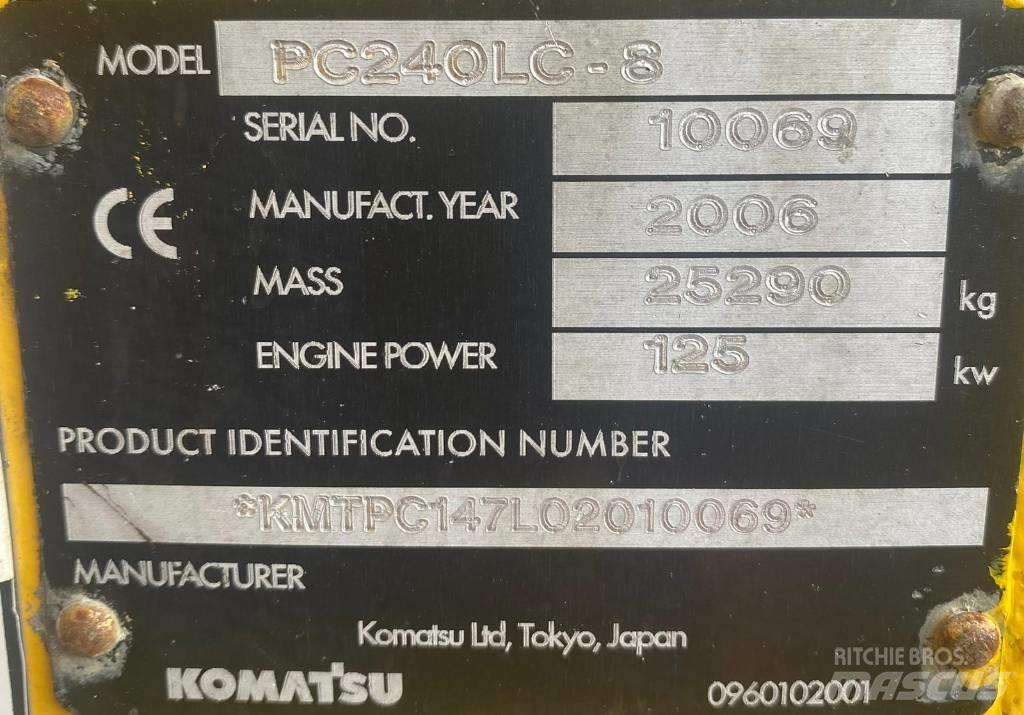 MODEL PC240LC-8
SERIAL NO. 10069
CE MANUFACT. YEAR 2006
MASS 25290 kg
ENGINE POWER 125 kw
PRODUCT IDENTIFICATION NUMBER
*KMTPC147L02010069*
MANUFACTURER
Komatsu Ltd, Tokyo, Japan
KOMATSU 0960102001
RITCHIE BROS.
MASCUS